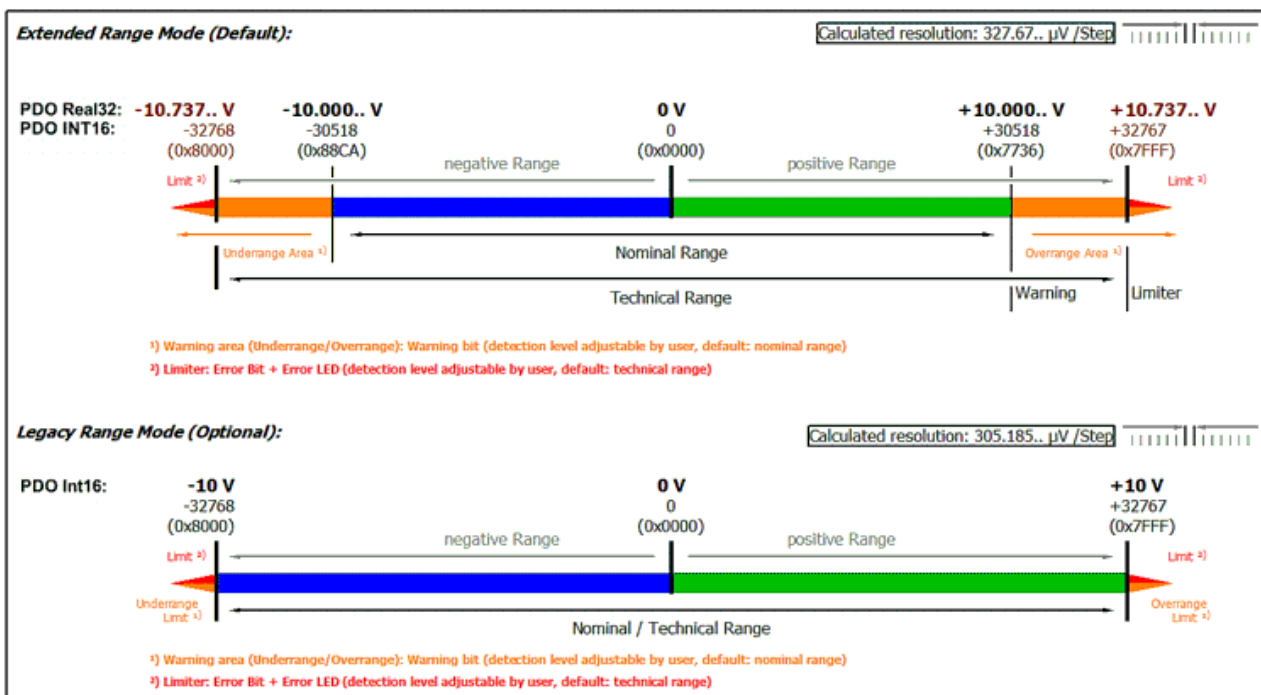 Extended Range Mode (Default):
Calculated resolution: 327.67.. µV /Step
PDO Real32: -10.737.. V -10.000.. V 0 V +10.000.. V +10.737.. V
PDO INT16: -32768 -30518 0 +30518 +32767
(0x8000) (0x88CA) (0x0000) (0x7736) (0x7FFF)
negative Range positive Range
Limit ²) Limit ²)
Underrange Area ¹) Nominal Range Overrange Area ¹)
Technical Range Warning Limiter
¹) Warning area (Underrange/Overrange): Warning bit (detection level adjustable by user, default: nominal range)
²) Limiter: Error Bit + Error LED (detection level adjustable by user, default: technical range)
Legacy Range Mode (Optional):
Calculated resolution: 305.185.. µV /Step
PDO Int16: -10 V 0 V +10 V
-32768 0 +32767
(0x8000) (0x0000) (0x7FFF)
negative Range positive Range
Limit ²) Limit ²)
Underrange Overrange
Limit ¹) Limit ¹)
Nominal / Technical Range
¹) Warning area (Underrange/Overrange): Warning bit (detection level adjustable by user, default: nominal range)
²) Limiter: Error Bit + Error LED (detection level adjustable by user, default: technical range)